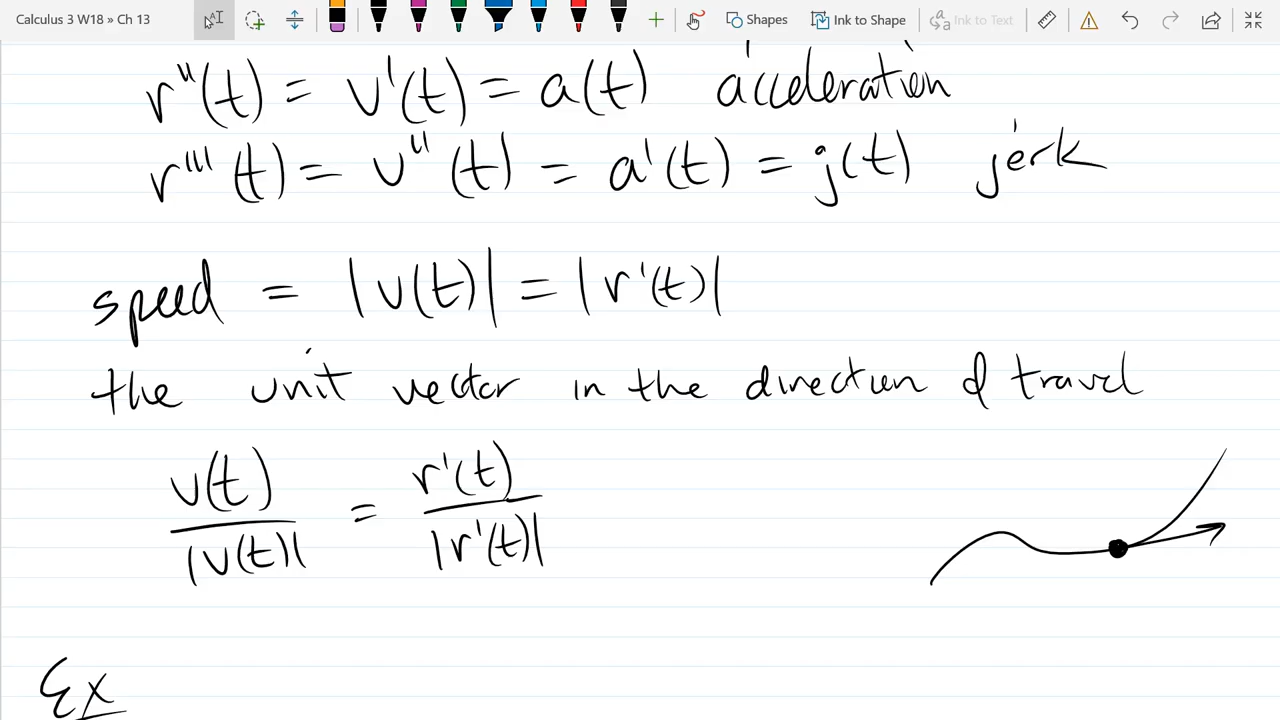 Calculus 3 W18 » Ch 13
Shapes
Ink to Shape
Ink to Text
r''(t) = v'(t) = a(t) acceleration
r'''(t) = v''(t) = a'(t) = j(t) jerk
speed = |v(t)| = |r'(t)|
the unit vector in the direction of travel
v(t)/|v(t)| = r'(t)/|r'(t)|
Ex